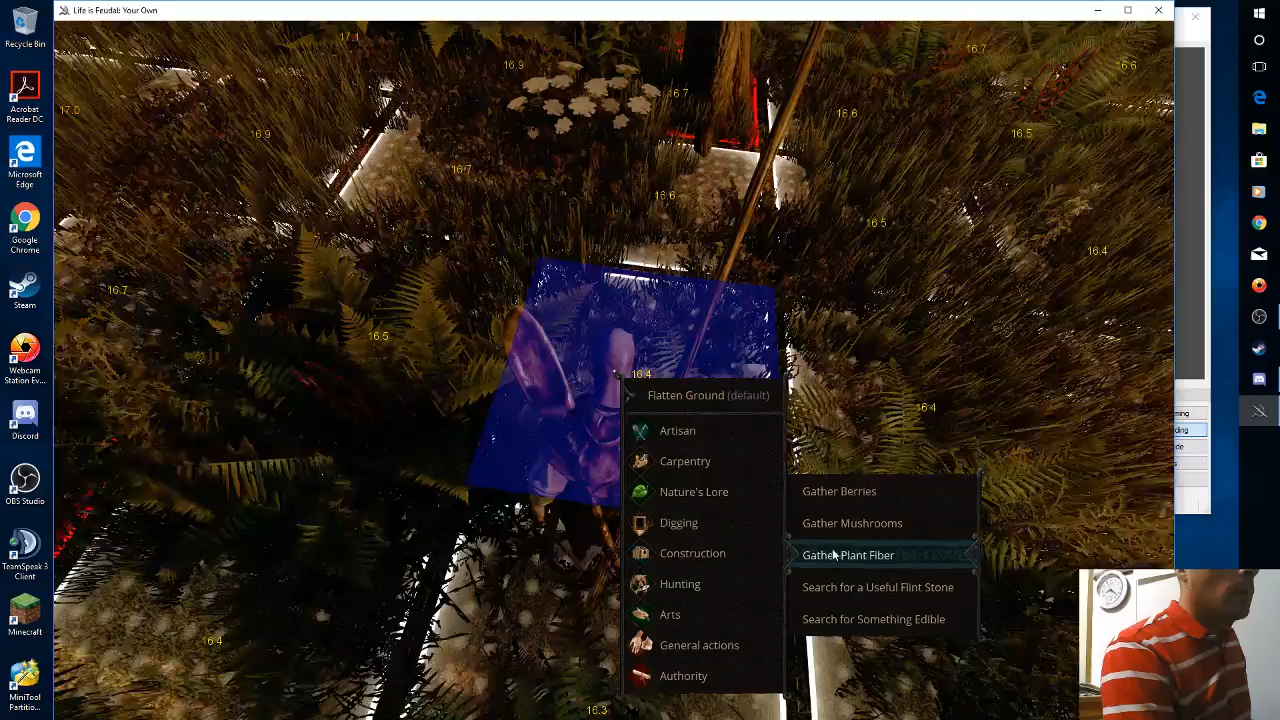 Life is Feudal: Your Own
Recycle Bin
Acrobat
Reader DC
Microsoft
Edge
Google
Chrome
Steam
Webcam
Station Ev...
Discord
OBS Studio
Teamspeak 3
Client
Minecraft
MiniTool
Partitio...
17.1
16.9
16.7
16.7
16.6
17.0
16.6
16.9
16.5
16.7
16.6
16.5
16.4
16.7
16.5
16.4
16.4
16.4
16.3
Flatten Ground (default)
Artisan
Carpentry
Nature's Lore
Digging
Construction
Hunting
Arts
General actions
Authority
Gather Berries
Gather Mushrooms
Gather Plant Fiber
Search for a Useful Flint Stone
Search for Something Edible